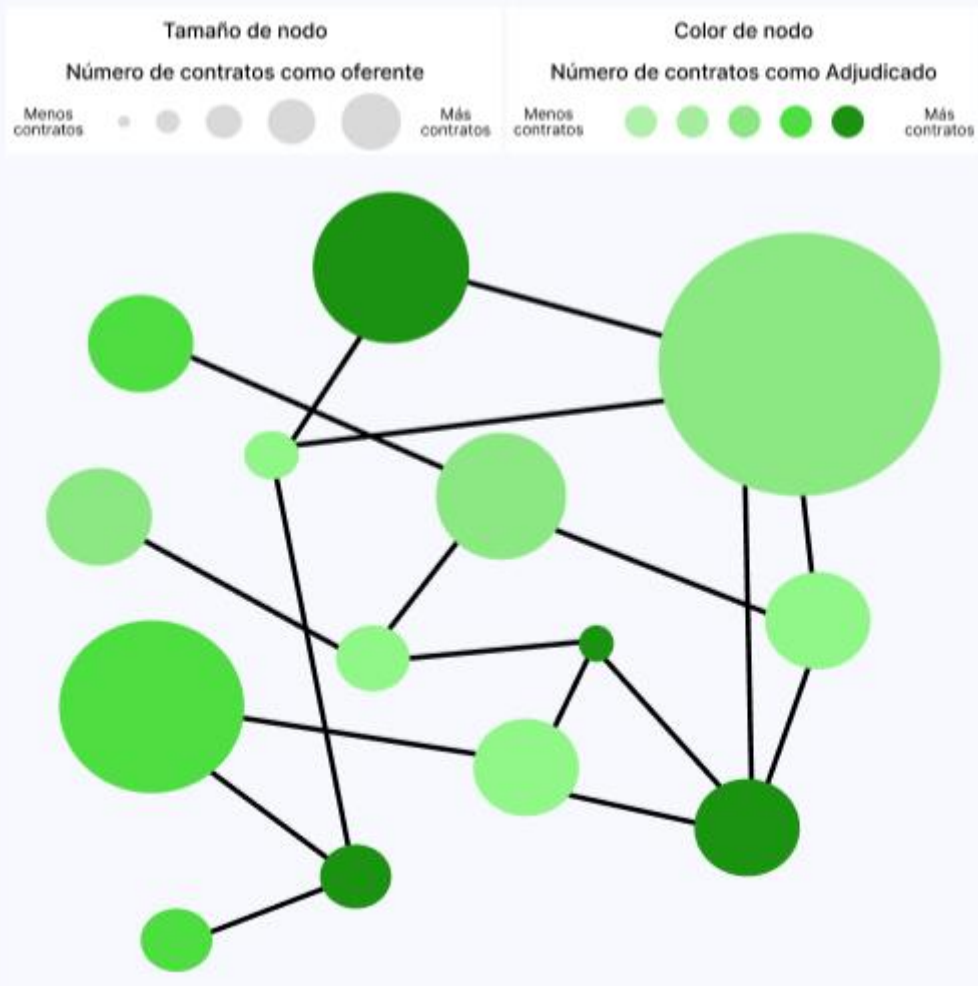 Tamaño de nodo
Número de contratos como oferente
Menos
contratos
Más
contratos
Color de nodo
Número de contratos como Adjudicado
Menos
contratos
Más
contratos